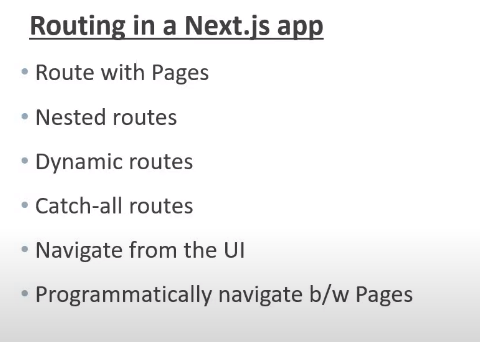 Routing in a Next.js app
• Route with Pages
• Nested routes
• Dynamic routes
• Catch-all routes
• Navigate from the UI
• Programmatically navigate b/w Pages